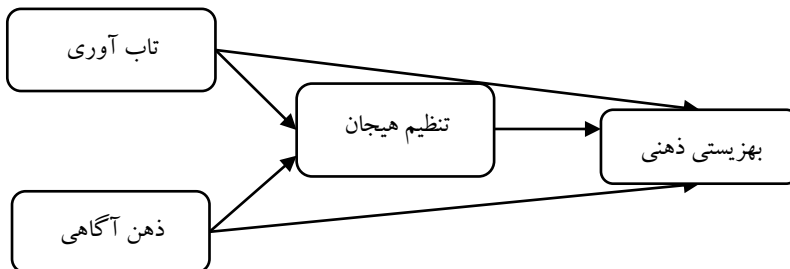 تاب آوری
تنظیم هیجان
بهزیستی ذهنی
ذهن آگاهی